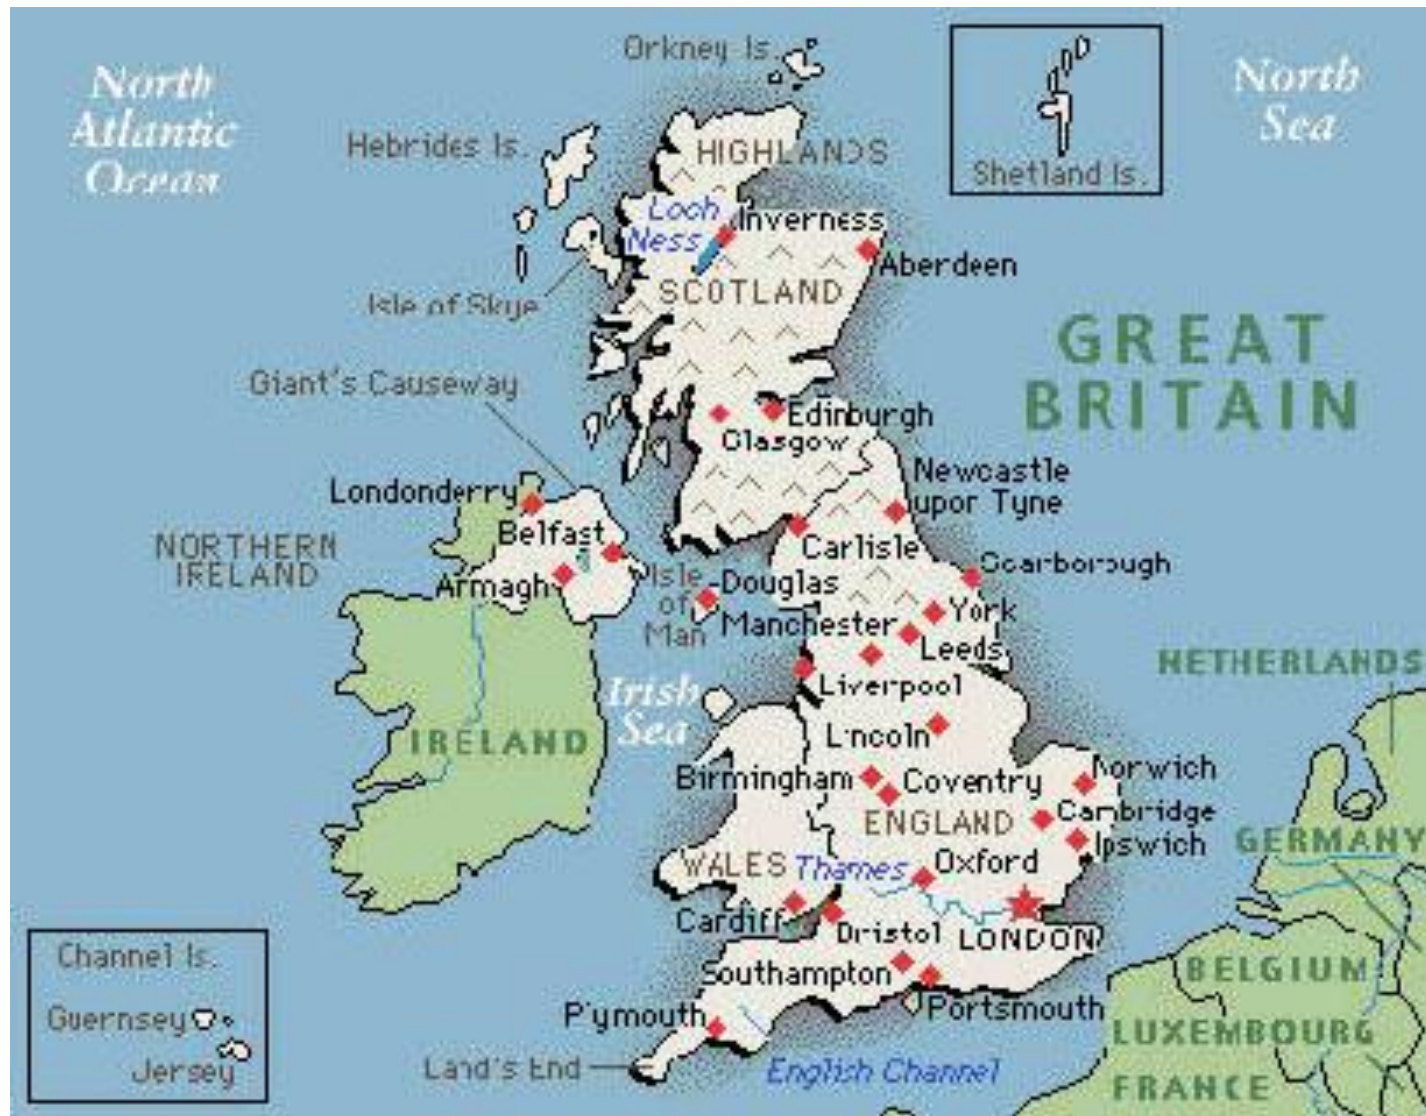 Orkney Is.
North
Atlantic
Ocean
North
Sea
Hebrides Is.
HIGHLANDS
Shetland Is.
Loch
Ness
Inverness
Aberdeen
SCOTLAND
Isle of Skye
GREAT
BRITAIN
Giant's Causeway
Edinburgh
Glasgow
Newcastle
upon Tyne
Londonderry
Belfast
NORTHERN
IRELAND
Carlisle
Scarborough
Armagh
Isle
of
Man
Douglas
York
Manchester
Leeds
NETHERLANDS
Liverpool
Irish
Sea
IRELAND
Lincoln
Birmingham
Coventry
Norwich
Cambridge
ENGLAND
Ipswich
GERMANY
WALES
Thames
Oxford
Cardiff
Bristol
LONDON
Channel Is.
Southampton
BELGIUM
Guernsey
Plymouth
Portsmouth
LUXEMBOURG
Jersey
Land's End
English Channel
FRANCE